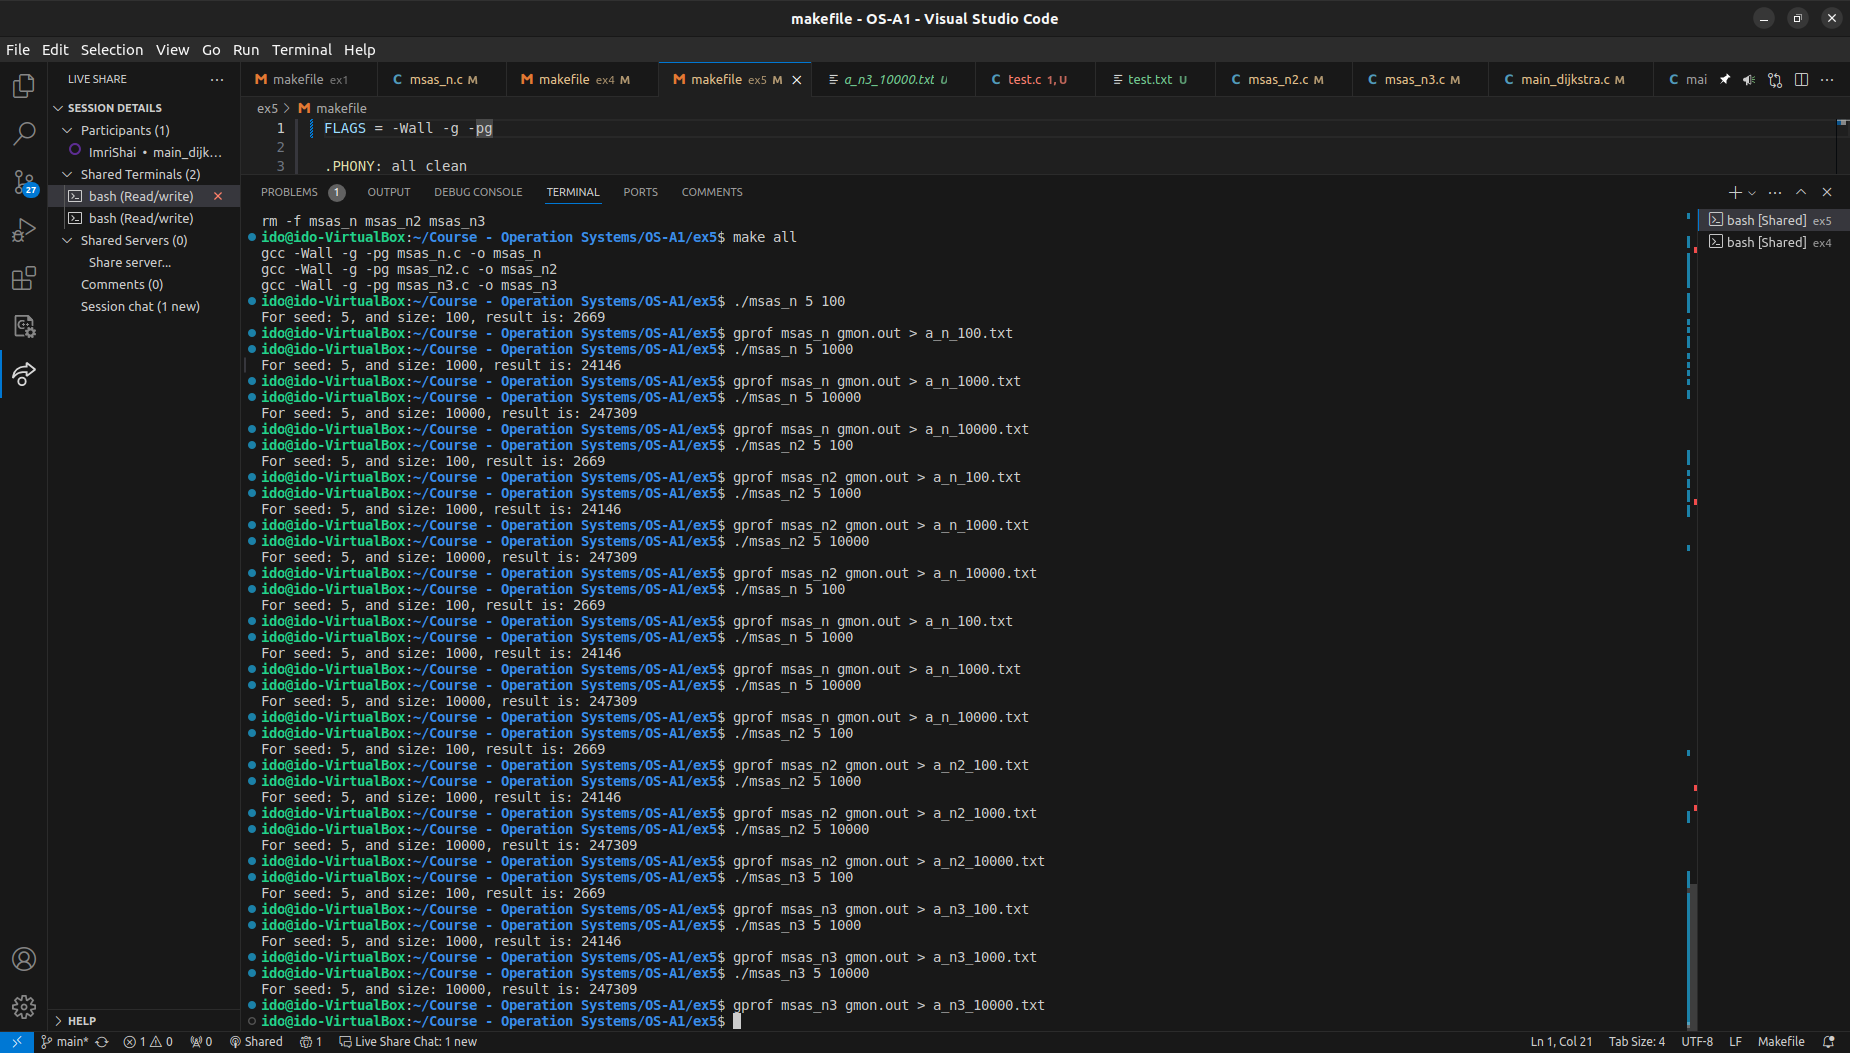 makefile - OS-A1 - Visual Studio Code
File Edit Selection View Go Run Terminal Help
LIVE SHARE
SESSION DETAILS
Participants (1)
ImriShai • main_dijk...
Shared Terminals (2)
bash (Read/write)
bash (Read/write)
Shared Servers (0)
Share server...
Comments (0)
Session chat (1 new)
HELP
27
makefile ex1
msas_n.c M
makefile ex4 M
makefile ex5 M
a_n3_10000.txt U
test.c 1, U
test.txt U
msas_n2.c M
msas_n3.c M
main_dijkstra.c M
mai
ex5 > makefile
1 FLAGS = -Wall -g -pg
2
3 .PHONY: all clean
PROBLEMS 1 OUTPUT DEBUG CONSOLE TERMINAL PORTS COMMENTS
bash [Shared] ex5
bash [Shared] ex4
rm -f msas_n msas_n2 msas_n3
ido@ido-VirtualBox:~/Course - Operation Systems/OS-A1/ex5$ make all
gcc -Wall -g -pg msas_n.c -o msas_n
gcc -Wall -g -pg msas_n2.c -o msas_n2
gcc -Wall -g -pg msas_n3.c -o msas_n3
ido@ido-VirtualBox:~/Course - Operation Systems/OS-A1/ex5$ ./msas_n 5 100
For seed: 5, and size: 100, result is: 2669
ido@ido-VirtualBox:~/Course - Operation Systems/OS-A1/ex5$ gprof msas_n gmon.out > a_n_100.txt
ido@ido-VirtualBox:~/Course - Operation Systems/OS-A1/ex5$ ./msas_n 5 1000
For seed: 5, and size: 1000, result is: 24146
ido@ido-VirtualBox:~/Course - Operation Systems/OS-A1/ex5$ gprof msas_n gmon.out > a_n_1000.txt
ido@ido-VirtualBox:~/Course - Operation Systems/OS-A1/ex5$ ./msas_n 5 10000
For seed: 5, and size: 10000, result is: 247309
ido@ido-VirtualBox:~/Course - Operation Systems/OS-A1/ex5$ gprof msas_n gmon.out > a_n_10000.txt
ido@ido-VirtualBox:~/Course - Operation Systems/OS-A1/ex5$ ./msas_n2 5 100
For seed: 5, and size: 100, result is: 2669
ido@ido-VirtualBox:~/Course - Operation Systems/OS-A1/ex5$ gprof msas_n2 gmon.out > a_n_100.txt
ido@ido-VirtualBox:~/Course - Operation Systems/OS-A1/ex5$ ./msas_n2 5 1000
For seed: 5, and size: 1000, result is: 24146
ido@ido-VirtualBox:~/Course - Operation Systems/OS-A1/ex5$ gprof msas_n2 gmon.out > a_n_1000.txt
ido@ido-VirtualBox:~/Course - Operation Systems/OS-A1/ex5$ ./msas_n2 5 10000
For seed: 5, and size: 10000, result is: 247309
ido@ido-VirtualBox:~/Course - Operation Systems/OS-A1/ex5$ gprof msas_n2 gmon.out > a_n_10000.txt
ido@ido-VirtualBox:~/Course - Operation Systems/OS-A1/ex5$ ./msas_n 5 100
For seed: 5, and size: 100, result is: 2669
ido@ido-VirtualBox:~/Course - Operation Systems/OS-A1/ex5$ gprof msas_n gmon.out > a_n_100.txt
ido@ido-VirtualBox:~/Course - Operation Systems/OS-A1/ex5$ ./msas_n 5 1000
For seed: 5, and size: 1000, result is: 24146
ido@ido-VirtualBox:~/Course - Operation Systems/OS-A1/ex5$ gprof msas_n gmon.out > a_n_1000.txt
ido@ido-VirtualBox:~/Course - Operation Systems/OS-A1/ex5$ ./msas_n 5 10000
For seed: 5, and size: 10000, result is: 247309
ido@ido-VirtualBox:~/Course - Operation Systems/OS-A1/ex5$ gprof msas_n gmon.out > a_n_10000.txt
ido@ido-VirtualBox:~/Course - Operation Systems/OS-A1/ex5$ ./msas_n2 5 100
For seed: 5, and size: 100, result is: 2669
ido@ido-VirtualBox:~/Course - Operation Systems/OS-A1/ex5$ gprof msas_n2 gmon.out > a_n2_100.txt
ido@ido-VirtualBox:~/Course - Operation Systems/OS-A1/ex5$ ./msas_n2 5 1000
For seed: 5, and size: 1000, result is: 24146
ido@ido-VirtualBox:~/Course - Operation Systems/OS-A1/ex5$ gprof msas_n2 gmon.out > a_n2_1000.txt
ido@ido-VirtualBox:~/Course - Operation Systems/OS-A1/ex5$ ./msas_n2 5 10000
For seed: 5, and size: 10000, result is: 247309
ido@ido-VirtualBox:~/Course - Operation Systems/OS-A1/ex5$ gprof msas_n2 gmon.out > a_n2_10000.txt
ido@ido-VirtualBox:~/Course - Operation Systems/OS-A1/ex5$ ./msas_n3 5 100
For seed: 5, and size: 100, result is: 2669
ido@ido-VirtualBox:~/Course - Operation Systems/OS-A1/ex5$ gprof msas_n3 gmon.out > a_n3_100.txt
ido@ido-VirtualBox:~/Course - Operation Systems/OS-A1/ex5$ ./msas_n3 5 1000
For seed: 5, and size: 1000, result is: 24146
ido@ido-VirtualBox:~/Course - Operation Systems/OS-A1/ex5$ gprof msas_n3 gmon.out > a_n3_1000.txt
ido@ido-VirtualBox:~/Course - Operation Systems/OS-A1/ex5$ ./msas_n3 5 10000
For seed: 5, and size: 10000, result is: 247309
ido@ido-VirtualBox:~/Course - Operation Systems/OS-A1/ex5$ gprof msas_n3 gmon.out > a_n3_10000.txt
ido@ido-VirtualBox:~/Course - Operation Systems/OS-A1/ex5$
main* 1 0 0 Shared 1 Live Share Chat: 1 new Ln 1, Col 21 Tab Size: 4 UTF-8 LF Makefile